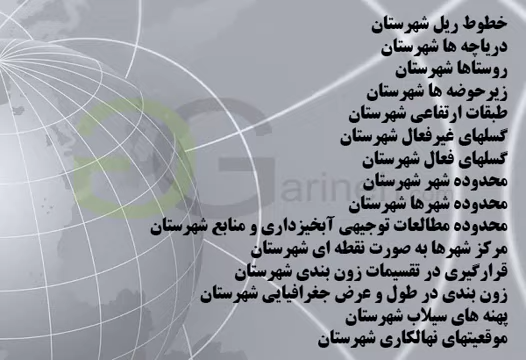 خطوط ریل شهرستان
دریاچه ها شهرستان
روستاها شهرستان
زیرحوضه ها شهرستان
طبقات ارتفاعی شهرستان
گسلهای غیرفعال شهرستان
گسلهای فعال شهرستان
محدوده شهر شهرستان
محدوده شهرها شهرستان
محدوده مطالعات توجیهی آبخیزداری و منابع شهرستان
مرکز شهرها به صورت نقطه ای شهرستان
قرارگیری در تقسیمات زون بندی شهرستان
زون بندی در طول و عرض جغرافیایی شهرستان
پهنه های سیلاب شهرستان
موقعیتهای نهالکاری شهرستان